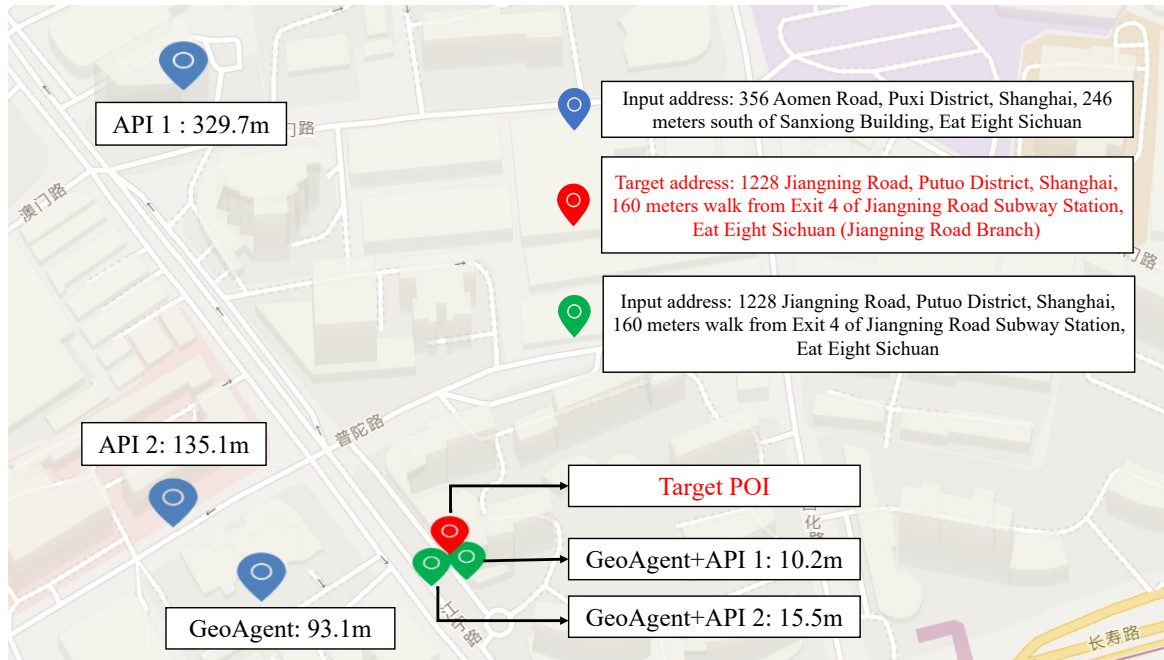 API 1 : 329.7m
门路
澳门路
Input address: 356 Aomen Road, Puxi District, Shanghai, 246
meters south of Sanxiong Building, Eat Eight Sichuan
Target address: 1228 Jiangning Road, Putuo District, Shanghai,
160 meters walk from Exit 4 of Jiangning Road Subway Station,
Eat Eight Sichuan (Jiangning Road Branch)
门路
Input address: 1228 Jiangning Road, Putuo District, Shanghai,
160 meters walk from Exit 4 of Jiangning Road Subway Station,
Eat Eight Sichuan
普陀路
API 2: 135.1m
Target POI
化路
GeoAgent+API 1: 10.2m
GeoAgent: 93.1m
GeoAgent+API 2: 15.5m
江宁路
长寿路